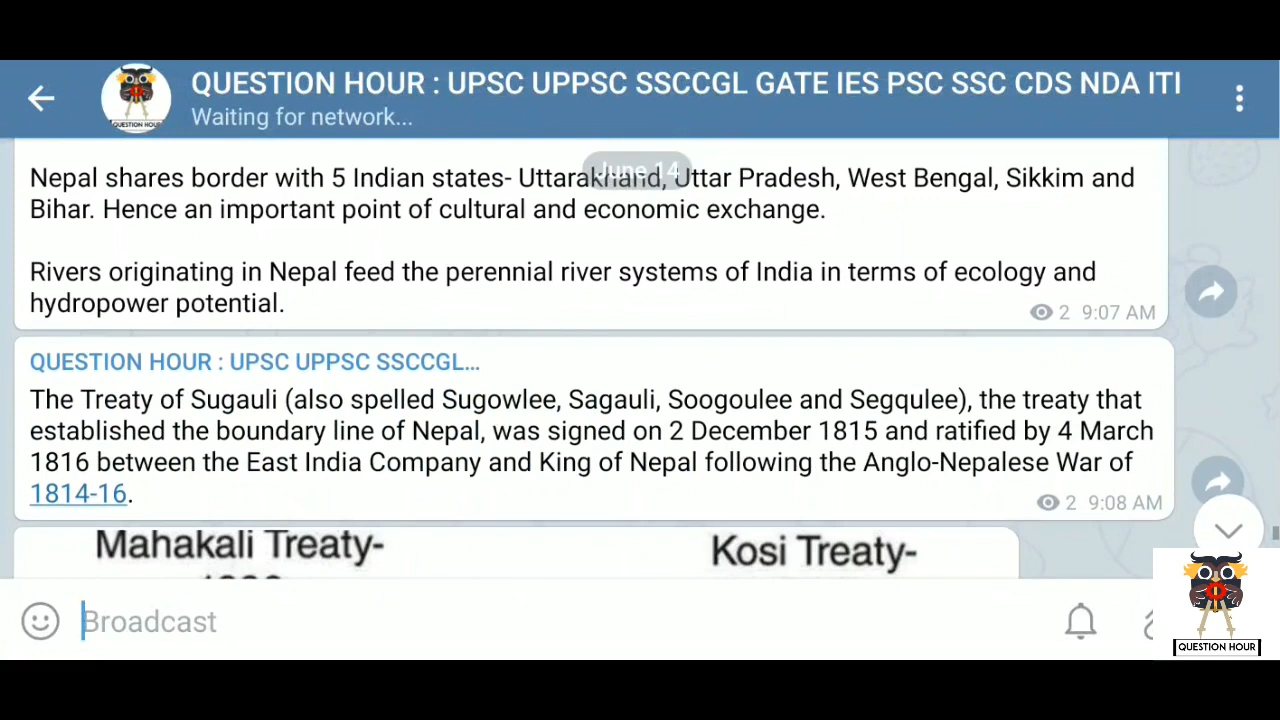 QUESTION HOUR : UPSC UPPSC SSCCGL GATE IES PSC SSC CDS NDA ITI
Waiting for network...
June 14
Nepal shares border with 5 Indian states- Uttarakhand, Uttar Pradesh, West Bengal, Sikkim and
Bihar. Hence an important point of cultural and economic exchange.
Rivers originating in Nepal feed the perennial river systems of India in terms of ecology and
hydropower potential.
2 9:07 AM
QUESTION HOUR : UPSC UPPSC SSCCGL...
The Treaty of Sugauli (also spelled Sugowlee, Sagauli, Soogoulee and Segqulee), the treaty that
established the boundary line of Nepal, was signed on 2 December 1815 and ratified by 4 March
1816 between the East India Company and King of Nepal following the Anglo-Nepalese War of
1814-16.
2 9:08 AM
Mahakali Treaty-
Kosi Treaty-
Broadcast
QUESTION HOUR
QUESTION HOUR